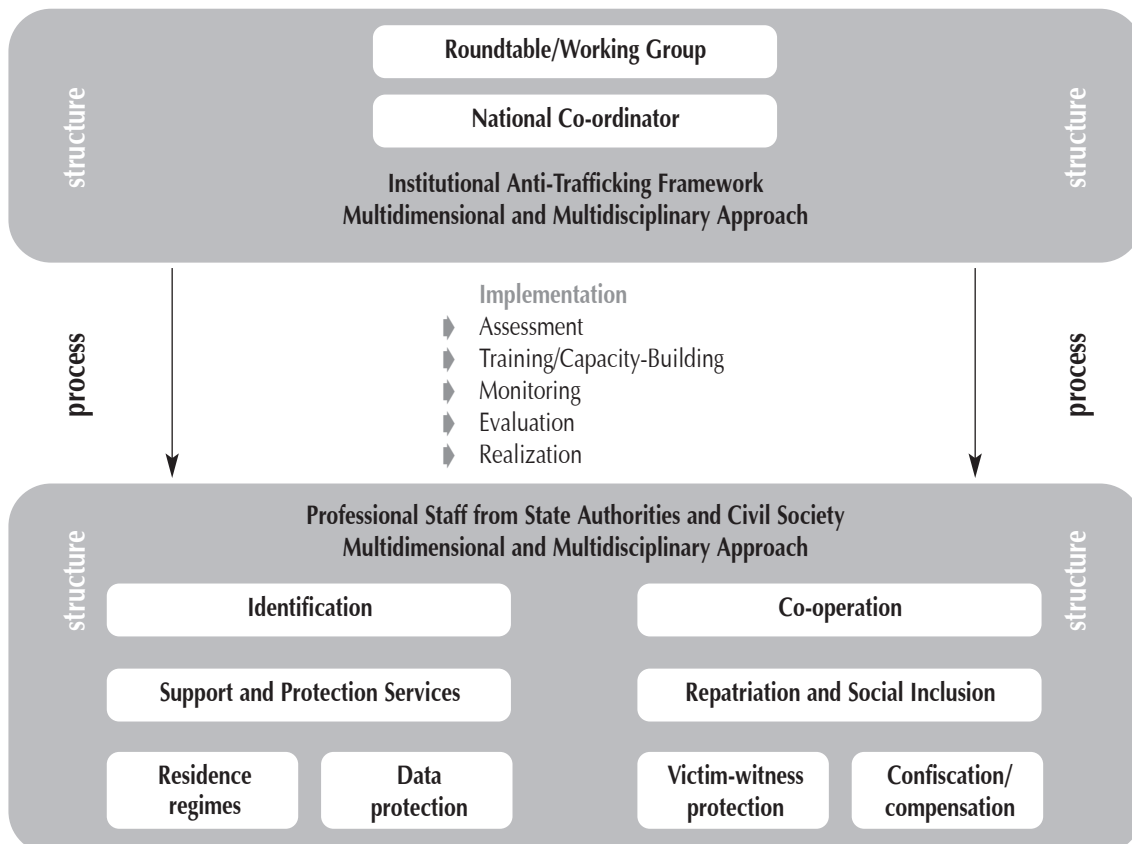 structure
Roundtable/Working Group
National Co-ordinator
Institutional Anti-Trafficking Framework
Multidimensional and Multidisciplinary Approach
structure
process
Implementation
Assessment
Training/Capacity-Building
Monitoring
Evaluation
Realization
process
structure
Professional Staff from State Authorities and Civil Society
Multidimensional and Multidisciplinary Approach
structure
Identification
Co-operation
Support and Protection Services
Repatriation and Social Inclusion
Residence
regimes
Data
protection
Victim-witness
protection
Confiscation/
compensation